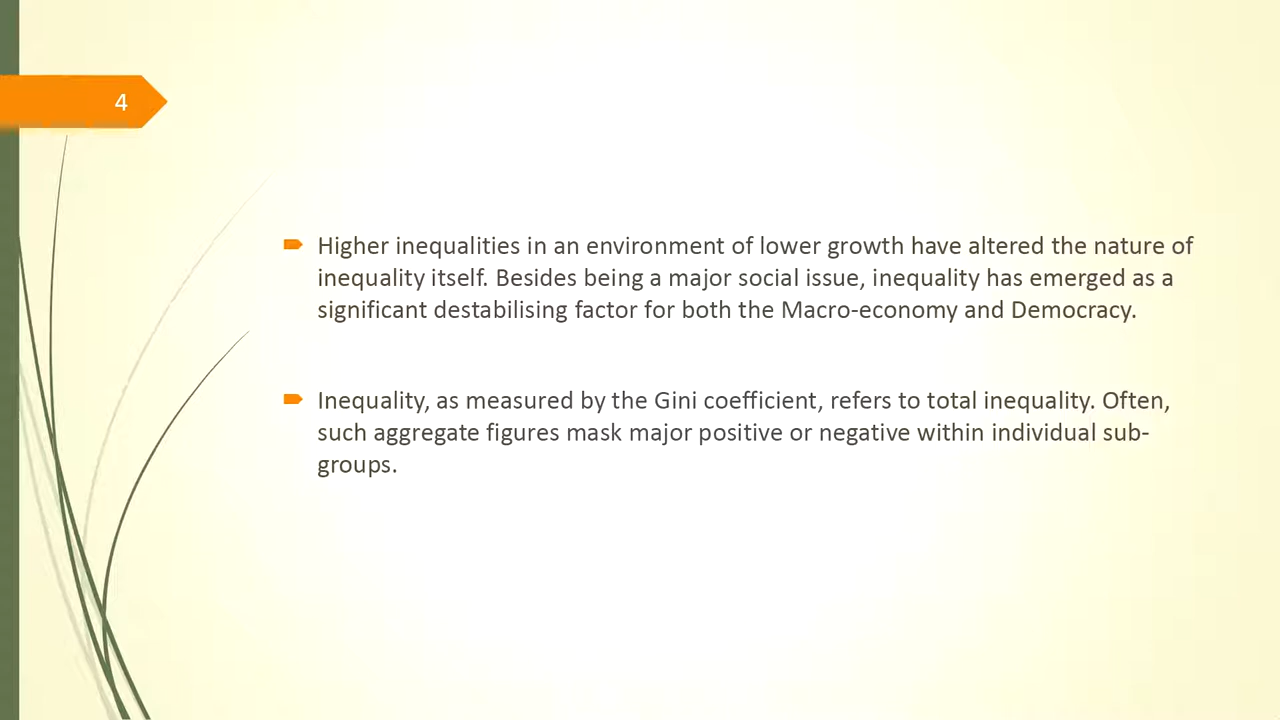 4
Higher inequalities in an environment of lower growth have altered the nature of
inequality itself. Besides being a major social issue, inequality has emerged as a
significant destabilising factor for both the Macro-economy and Democracy.
Inequality, as measured by the Gini coefficient, refers to total inequality. Often,
such aggregate figures mask major positive or negative within individual sub-
groups.